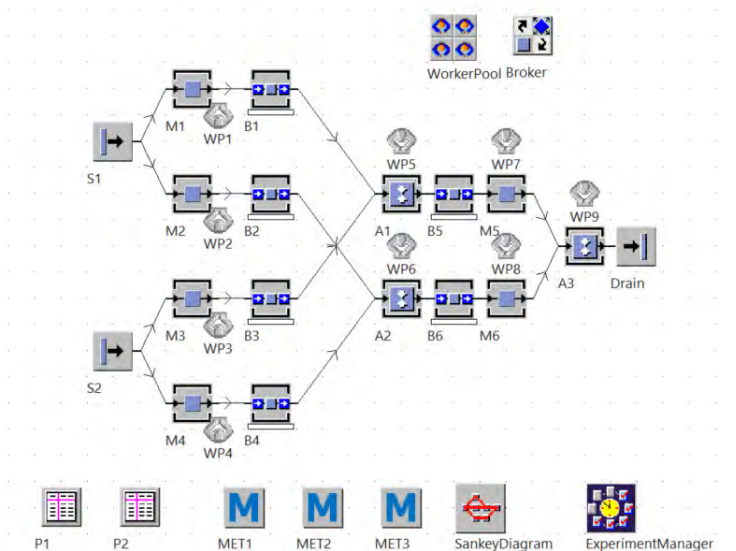 WorkerPool Broker
M1 WP1 B1
S1
WP5 WP7
M2 WP2 B2
A1 B5 M5
WP9
WP6 WP8
A3 Drain
M3 WP3 B3
A2 B6 M6
S2
M4 WP4 B4
P1 P2 MET1 MET2 MET3 SankeyDiagram ExperimentManager